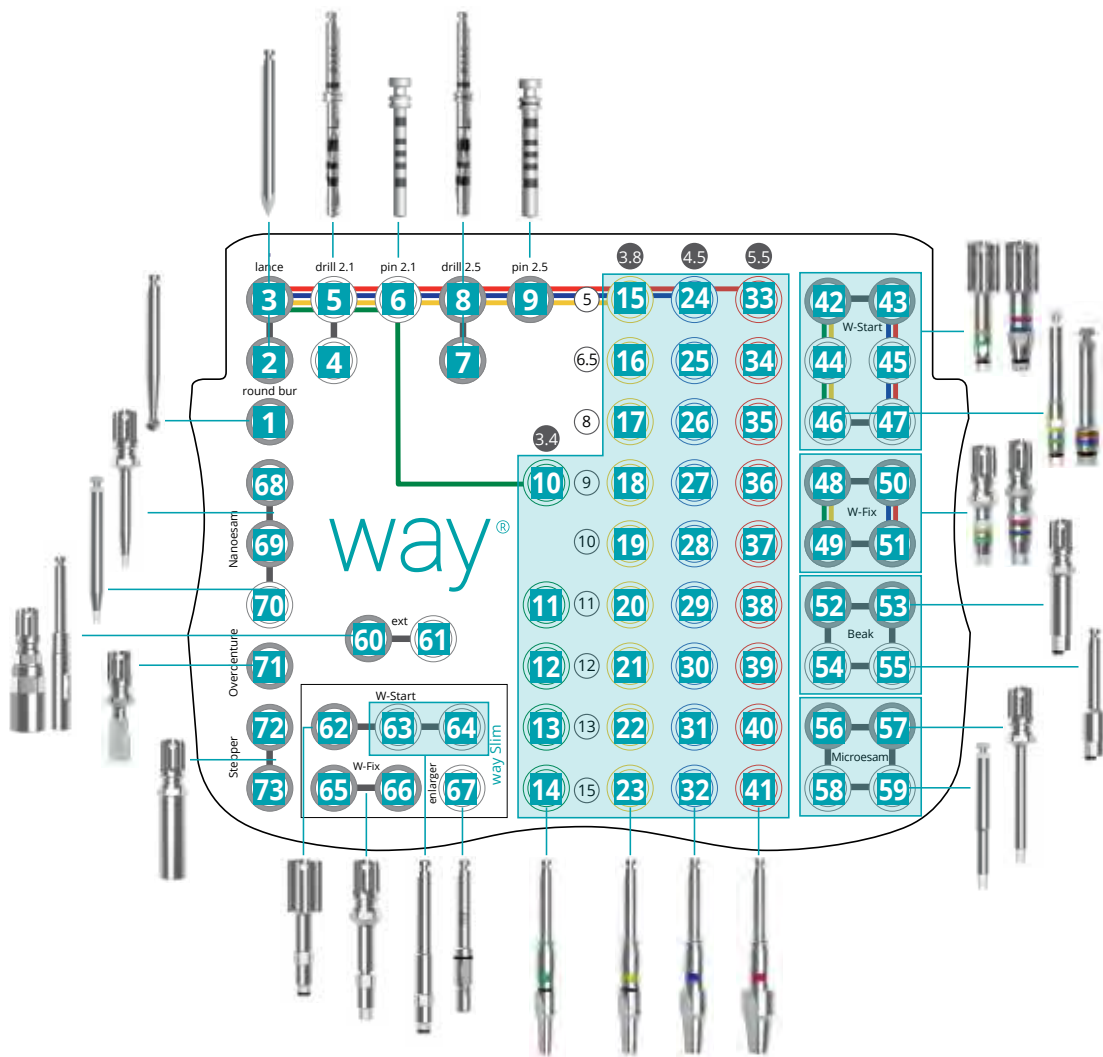 3.8 4.5 5.5
lance drill 2.1 pin 2.1 drill 2.5 pin 2.5
3 5 6 8 9 5 15 24 33 42 43
W-Start
2 4 7 6.5 16 25 34 44 45
round bur
1 8 17 26 35 46 47
3.4
68 10 9 18 27 36 48 50
W-Fix
Nanoesam
way®
69 10 19 28 37 49 51
70 11 11 20 29 38 52 53
ext
60 61
Beak
Overcenture
71 12 12 21 30 39 54 55
W-Start
72 62 63 64 13 13 22 31 40 56 57
Stepper
way Slim
W-Fix
enlarger
Microesam
73 65 66 67 14 15 23 32 41 58 59